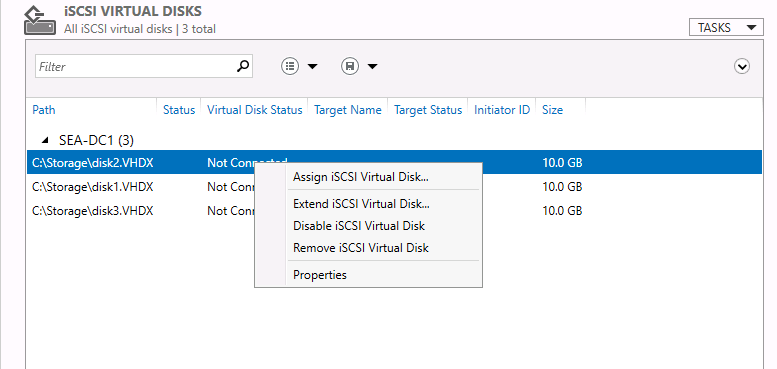 iSCSI VIRTUAL DISKS
All iSCSI virtual disks | 3 total
TASKS
Filter
Path Status Virtual Disk Status Target Name Target Status Initiator ID Size
SEA-DC1 (3)
C:\Storage\disk2.VHDX Not Connected 10.0 GB
C:\Storage\disk1.VHDX Not Conn 10.0 GB
C:\Storage\disk3.VHDX Not Conn 10.0 GB
Assign iSCSI Virtual Disk...
Extend iSCSI Virtual Disk...
Disable iSCSI Virtual Disk
Remove iSCSI Virtual Disk
Properties